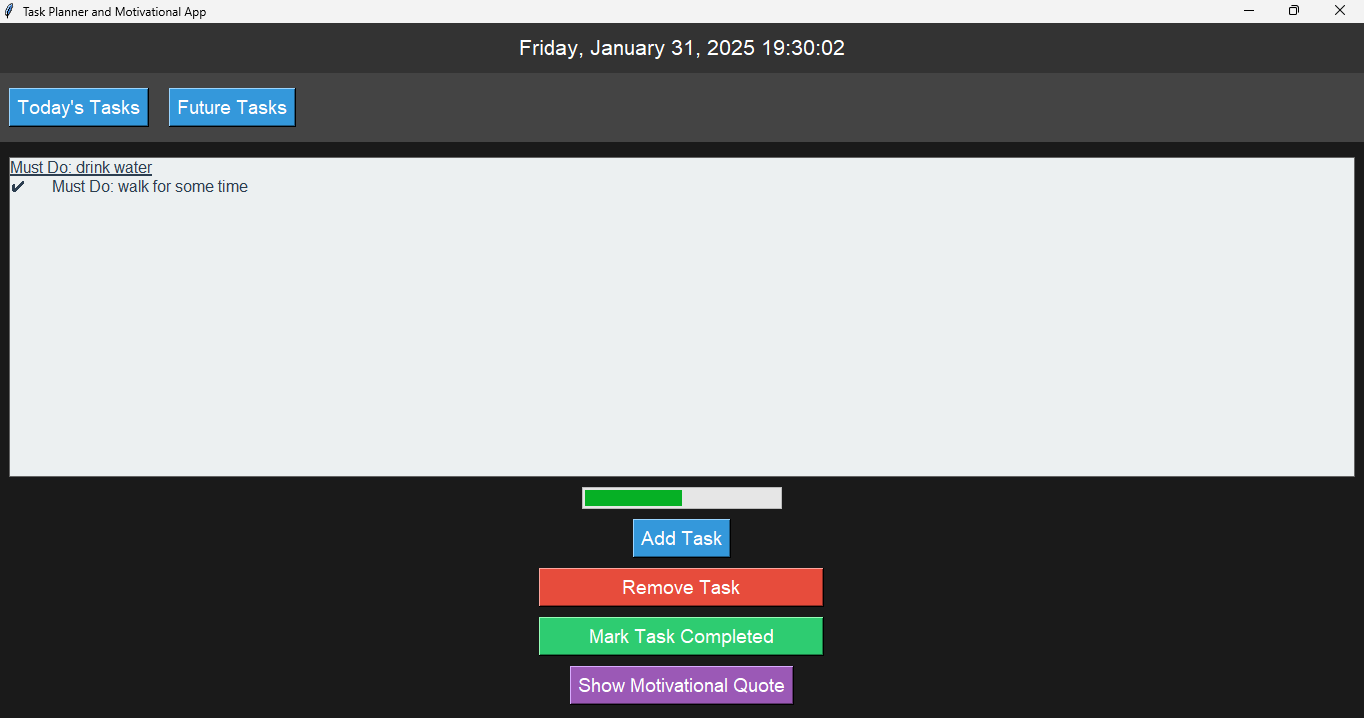 Task Planner and Motivational App
Friday, January 31, 2025 19:30:02
Today's Tasks
Future Tasks
Must Do: drink water
✔ Must Do: walk for some time
Add Task
Remove Task
Mark Task Completed
Show Motivational Quote